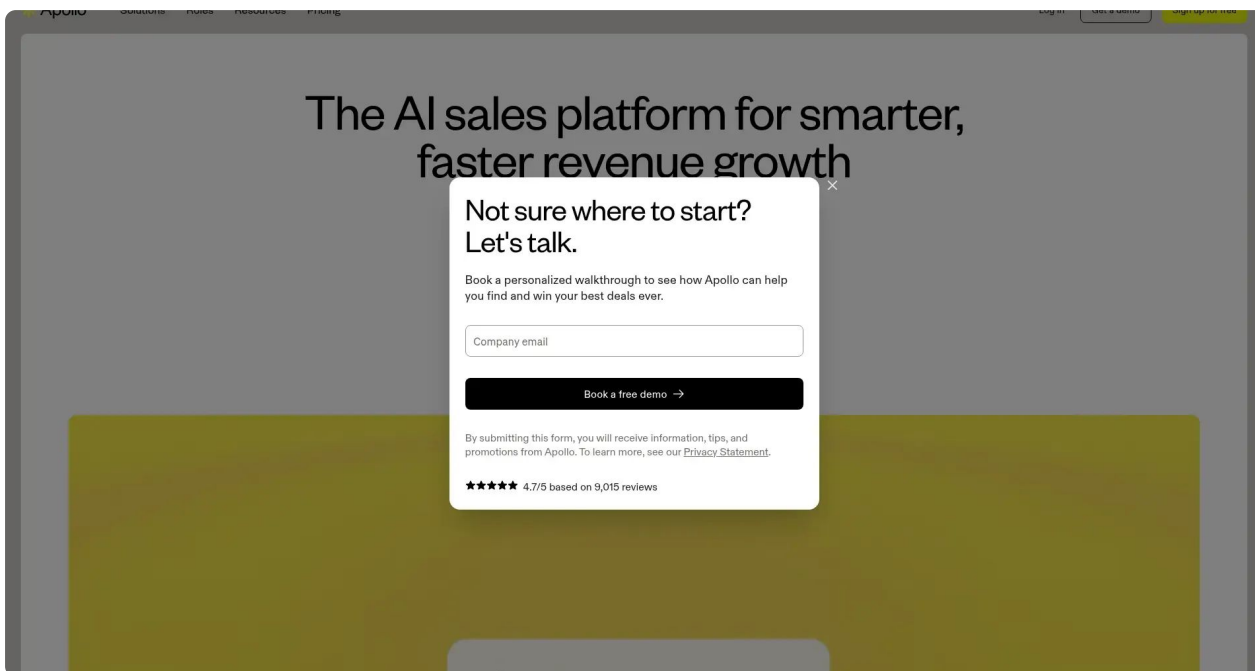 Apollo
Solutions
Roles
Resources
Pricing
Log in
Get a demo
Sign up for free
The AI sales platform for smarter,
faster revenue growth
Not sure where to start?
Let's talk.
Book a personalized walkthrough to see how Apollo can help
you find and win your best deals ever.
Company email
Book a free demo →
By submitting this form, you will receive information, tips, and
promotions from Apollo. To learn more, see our Privacy Statement.
★★★★★ 4.7/5 based on 9,015 reviews